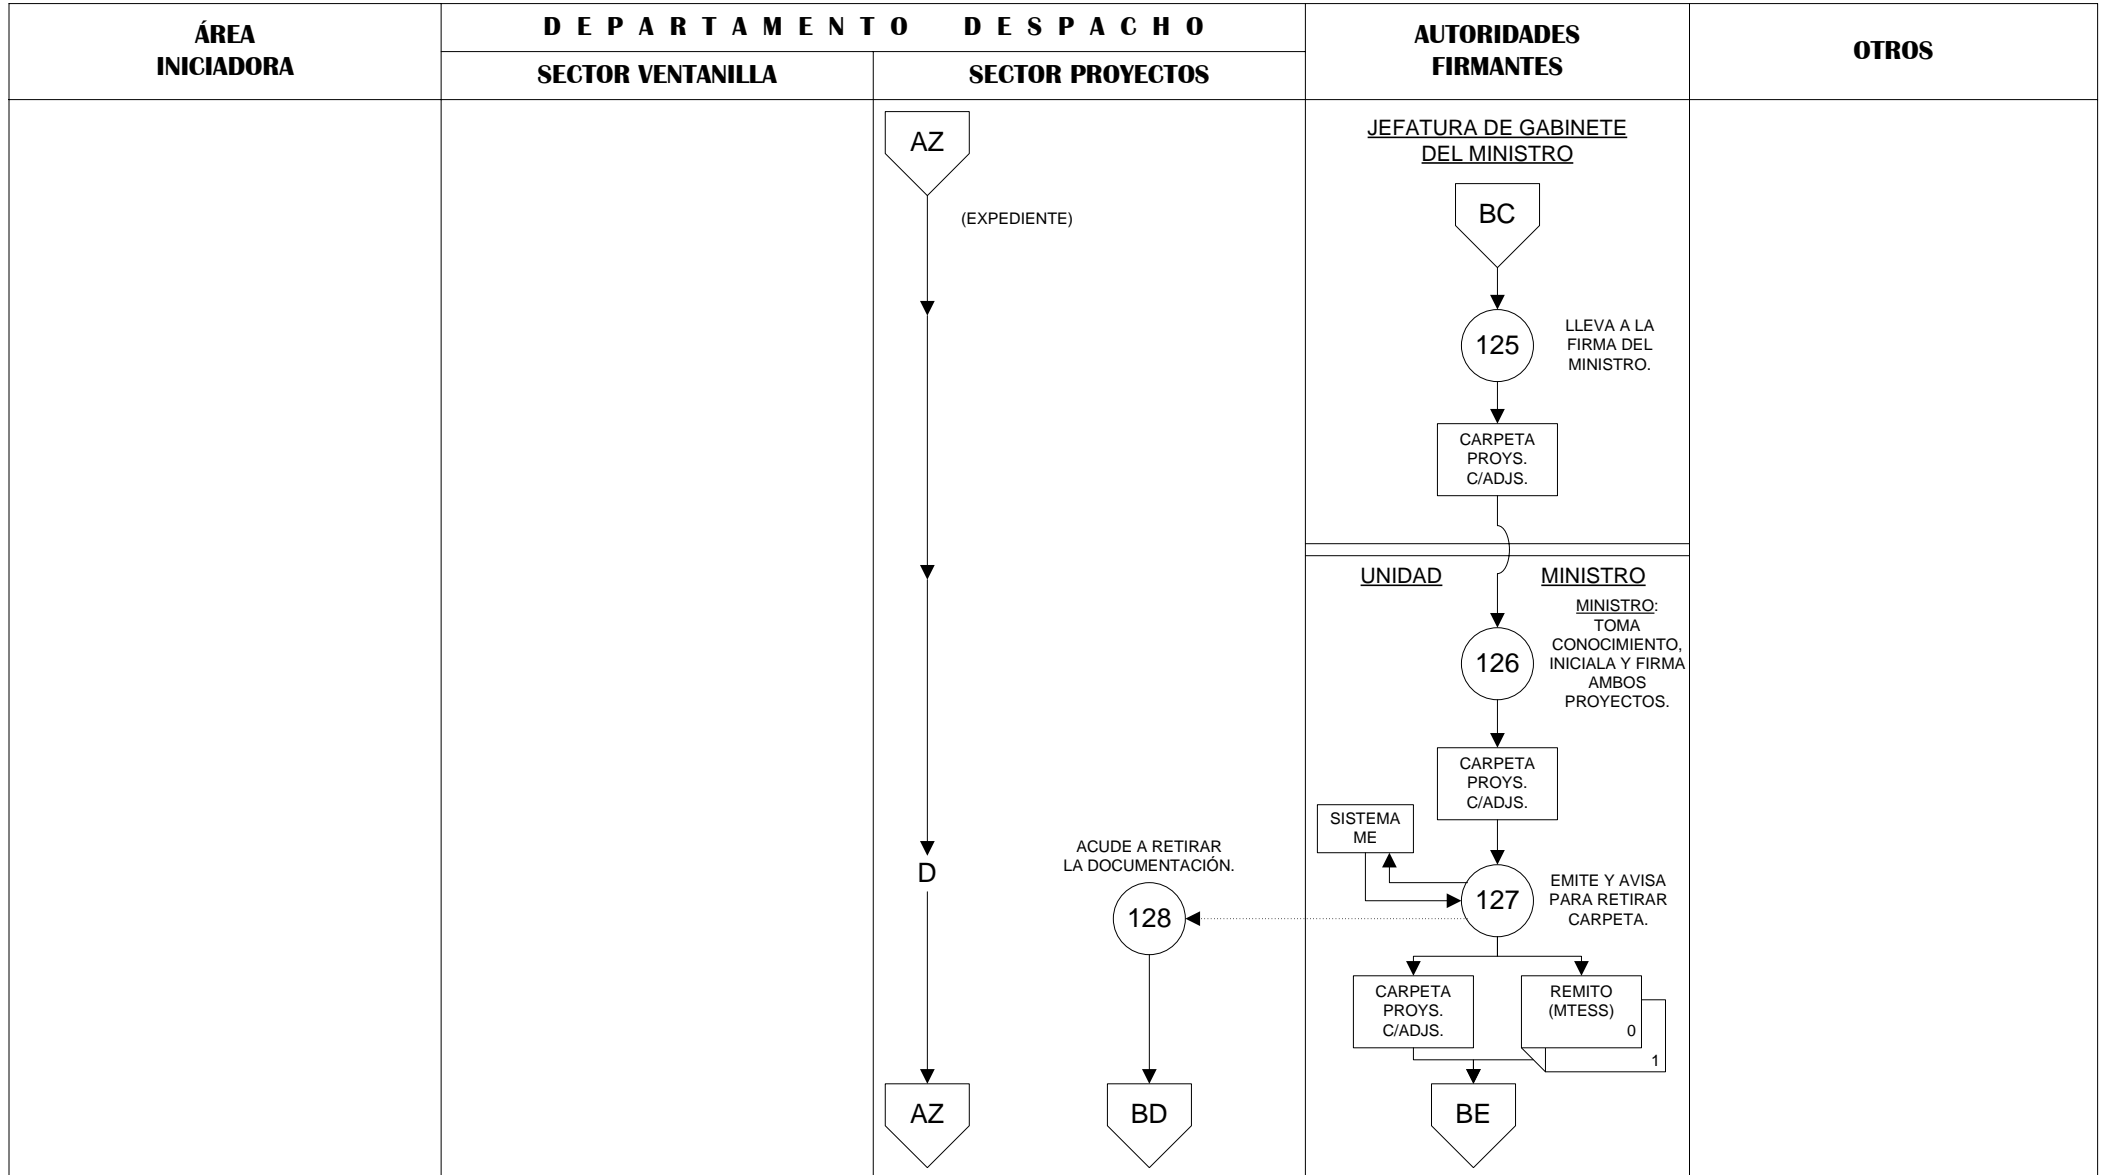 ÁREA
INICIADORA
DEPARTAMENTO DESPACHO
SECTOR VENTANILLA
SECTOR PROYECTOS
AUTORIDADES
FIRMANTES
OTROS
AZ
(EXPEDIENTE)
D
ACUDE A RETIRAR
LA DOCUMENTACIÓN.
128
AZ
BD
JEFATURA DE GABINETE
DEL MINISTRO
BC
125
LLEVA A LA
FIRMA DEL
MINISTRO.
CARPETA
PROYS.
C/ADJS.
UNIDAD MINISTRO
126
MINISTRO:
TOMA
CONOCIMIENTO,
INICIALA Y FIRMA
AMBOS
PROYECTOS.
CARPETA
PROYS.
C/ADJS.
SISTEMA
ME
127
EMITE Y AVISA
PARA RETIRAR
CARPETA.
CARPETA
PROYS.
C/ADJS.
REMITO
(MTESS)
0
1
BE